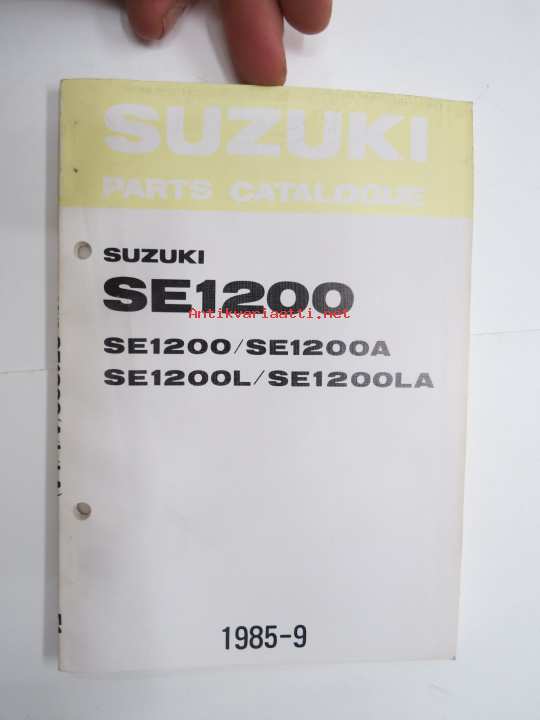 SUZUKI
PARTS CATALOGUE
SUZUKI
SE1200
Antikvariaatti.net
SE1200/SE1200A
SE1200L/SE1200LA
1985-9